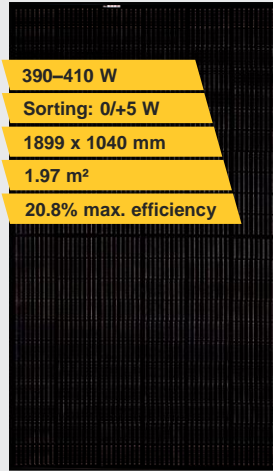 390–410 W
Sorting: 0/+5 W
1899 x 1040 mm
1.97 m²
20.8% max. efficiency